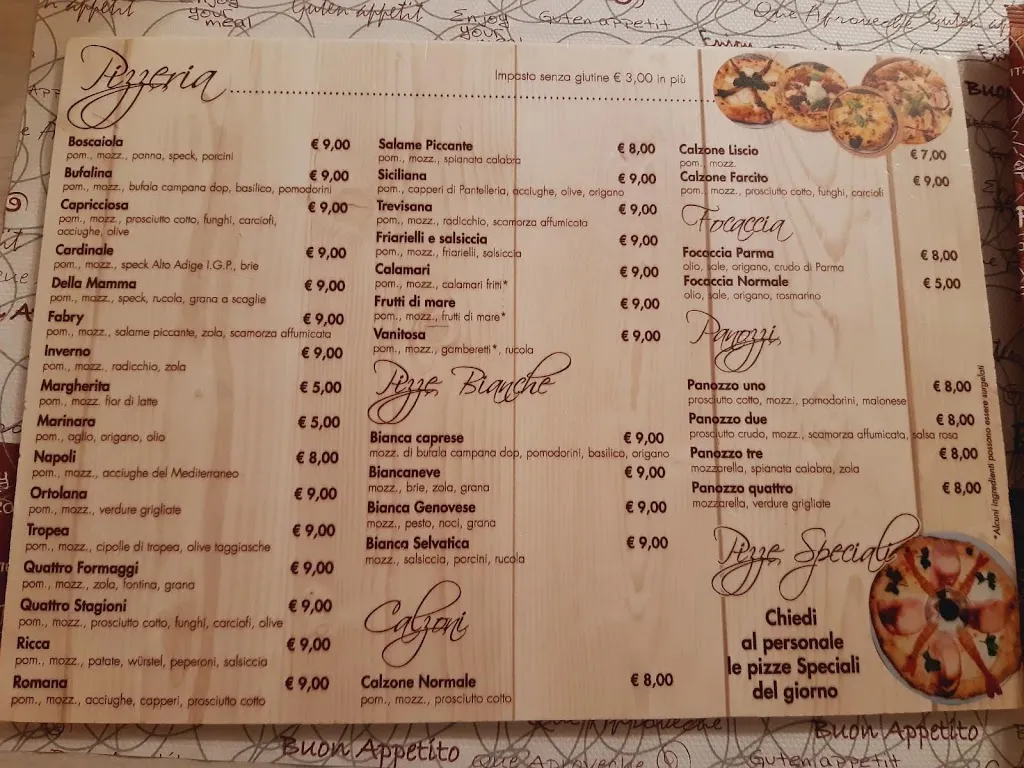 Guten appetit
Enjoy your meal
Guten appetit
Enjoy your
Guten appetit
Pizzeria
Impasto senza glutine € 3,00 in più
Boscaiola € 9,00
pom., mozz., panna, speck, porcini
Bufalina € 9,00
pom., mozz., bufala campana dop, basilica, pomodorini
Capricciosa € 9,00
pom., mozz., prosciutto cotto, funghi, carciofi,
acciughe, olive
Cardinale € 9,00
pom., mozz., speck Alto Adige I.G.P., brie
Della Mamma € 9,00
pom., mozz., speck, rucola, grana a scaglie
Fabry € 9,00
pom., mozz., salame piccante, zola, scamorza affumicata
Inverno € 9,00
pom., mozz., radicchio, zola
Margherita € 5,00
pom., mozz. fior di latte
Marinara € 5,00
pom., aglio, origano, olio
Napoli € 8,00
pom., mozz., acciughe del Mediterraneo
Ortolana € 9,00
pom., mozz., verdure grigliate
Tropea € 9,00
pom., mozz., cipolle di tropea, olive taggiasche
Quattro Formaggi € 9,00
pom., mozz., zola, fontina, grana
Quattro Stagioni € 9,00
pom., mozz., prosciutto cotto, funghi, carciofi, olive
Ricca € 9,00
pom., mozz., patate, würstel, peperoni, salsiccia
Romana € 9,00
pom., mozz., acciughe, capperi, prosciutto cotto
Salame Piccante € 8,00
pom., mozz., spianata calabra
Siciliana € 9,00
pom., capperi di Pantelleria, acciughe, olive, origano
Trevisana € 9,00
pom., mozz., radicchio, scamorza affumicata
Friarielli e salsiccia € 9,00
pom., mozz., friarielli, salsiccia
Calamari € 9,00
pom., mozz., calamari fritti*
Frutti di mare € 9,00
pom., mozz., frutti di mare*
Vanitosa € 9,00
pom., mozz., gamberetti*, rucola
Pizze Bianche
Bianca caprese € 9,00
mozz. di bufala campana dop, pomodorini, basilico, origano
Biancaneve € 9,00
mozz., brie, zola, grana
Bianca Genovese € 9,00
mozz., pesto, noci, grana
Bianca Selvatica € 9,00
mozz., salsiccia, porcini, rucola
Calzoni
Calzone Normale € 8,00
pom., mozz., prosciutto cotto
Calzone Liscio € 7,00
pom., mozz.
Calzone Farcito € 9,00
pom., mozz., prosciutto cotto, funghi, carciofi
Focaccia
Focaccia Parma € 8,00
olio, sale, origano, crudo di Parma
Focaccia Normale € 5,00
olio, sale, origano, rosmarino
Panozzi
Panozzo uno € 8,00
prosciutto cotto, mozz., pomodorini, maionese
Panozzo due € 8,00
prosciutto crudo, mozz., scamorza affumicata, salsa rosa
Panozzo tre € 8,00
mozzarella, spianata calabra, zola
Panozzo quattro € 8,00
mozzarella, verdure grigliate
*Alcuni ingredienti possono essere surgelati
Pizze Speciali
Chiedi
al personale
le pizze Speciali
del giorno
Buon Appetito
Buon Appetito
Guten appetit